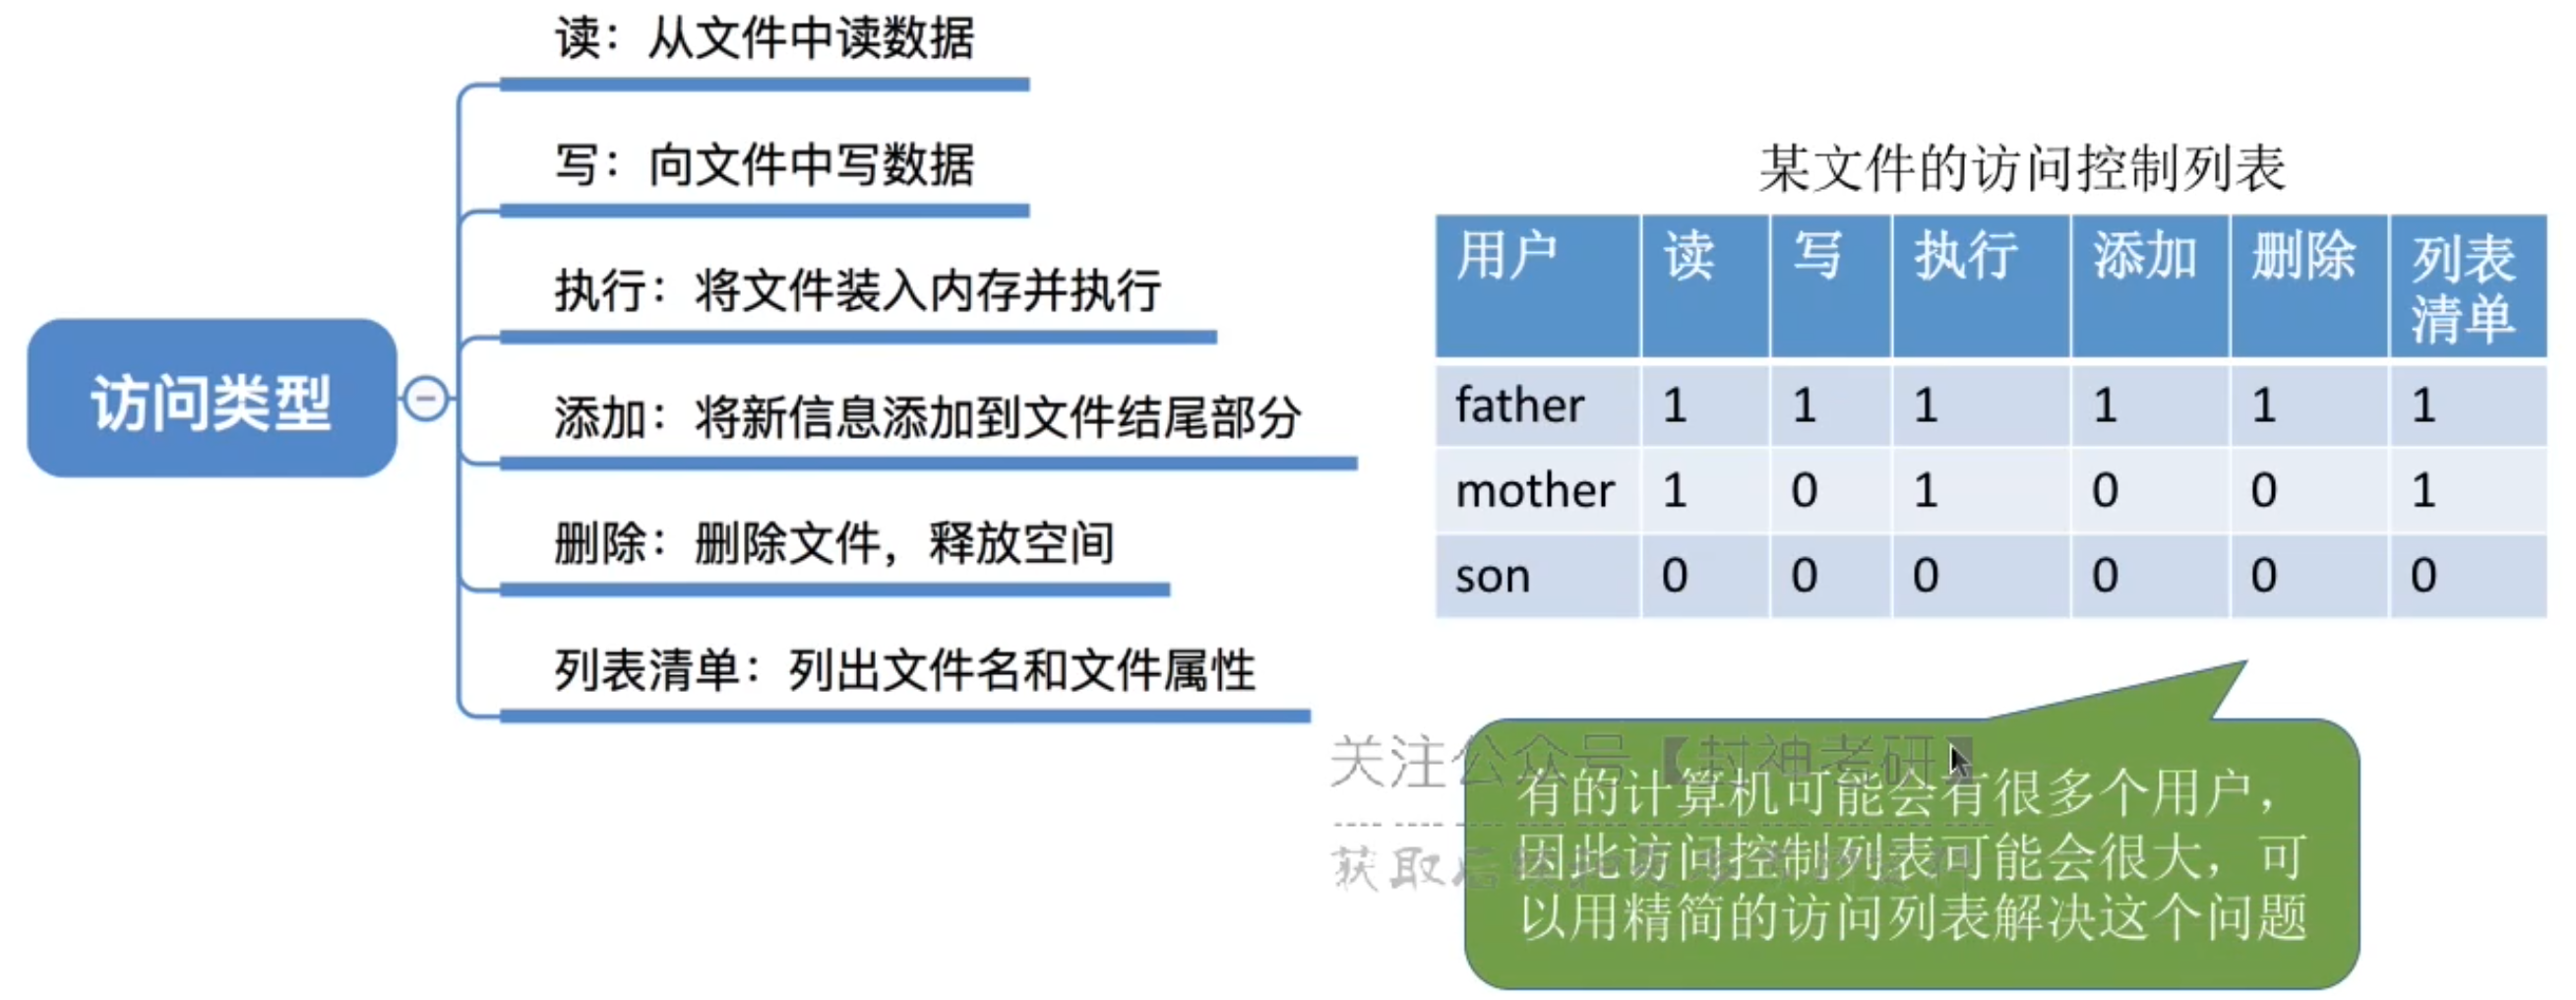 读：从文件中读数据
写：向文件中写数据
执行：将文件装入内存并执行
访问类型
添加：将新信息添加到文件结尾部分
删除：删除文件，释放空间
列表清单：列出文件名和文件属性
某文件的访问控制列表
用户 读 写 执行 添加 删除 列表清单
father 1 1 1 1 1 1
mother 1 0 1 0 0 1
son 0 0 0 0 0 0
关注公众号【封神考研】
有的计算机可能会有很多个用户，
因此访问控制列表可能会很大，可
以用精简的访问列表解决这个问题
获取